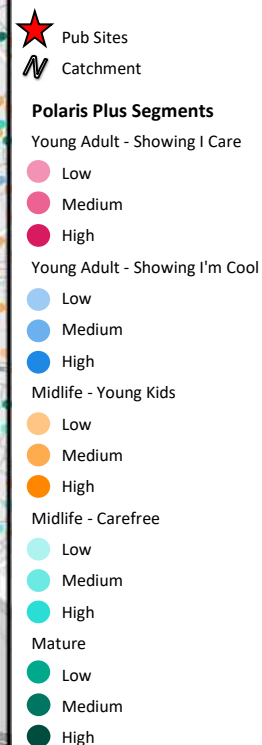 Pub Sites
Catchment
Polaris Plus Segments
Young Adult - Showing I Care
Low
Medium
High
Young Adult - Showing I'm Cool
Low
Medium
High
Midlife - Young Kids
Low
Medium
High
Midlife - Carefree
Low
Medium
High
Mature
Low
Medium
High